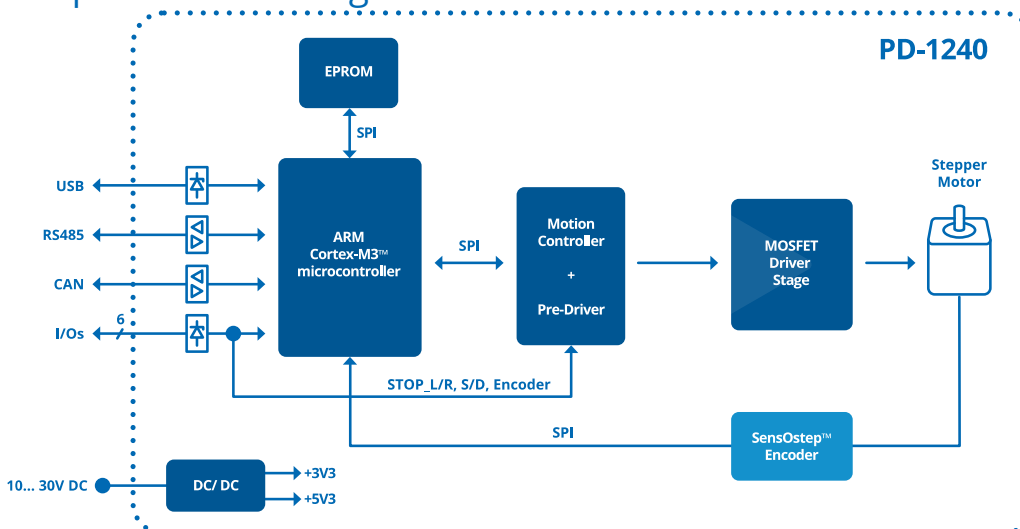 PD-1240
EPROM
SPI
USB
RS485
CAN
6
I/Os
ARM
Cortex-M3™
microcontroller
SPI
Motion
Controller
+
Pre-Driver
MOSFET
Driver
Stage
Stepper
Motor
STOP_L/R, S/D, Encoder
SPI
SensOstep™
Encoder
10... 30V DC
DC/ DC
+3V3
+5V3